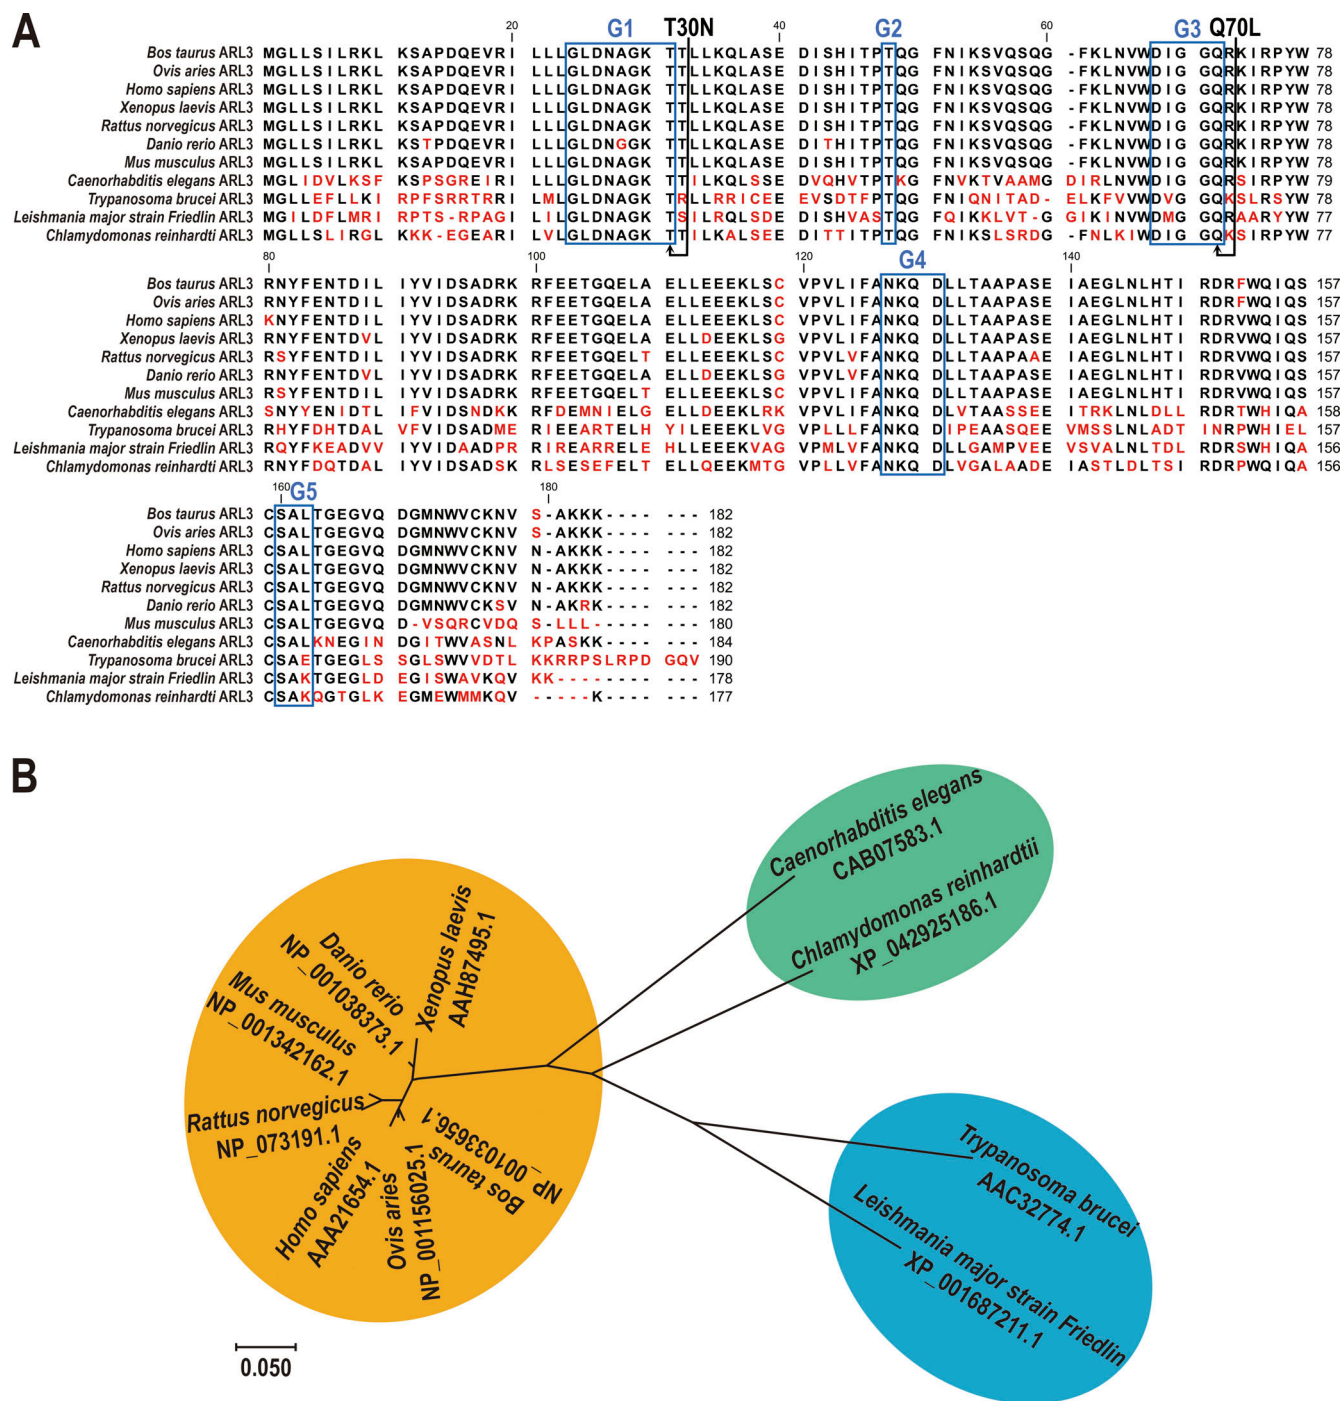 A
20 G1 T30N 40 G2 60 G3 Q70L
Bos taurus ARL3 MGLLSILRKL KSAPDQEVRI LLLGLDNAGK TTLLKQLASE DISHITPTQG FNIKSVQSQG -FKLNVWDIG GQRKIRPYW 78
Ovis aries ARL3 MGLLSILRKL KSAPDQEVRI LLLGLDNAGK TTLLKQLASE DISHITPTQG FNIKSVQSQG -FKLNVWDIG GQRKIRPYW 78
Homo sapiens ARL3 MGLLSILRKL KSAPDQEVRI LLLGLDNAGK TTLLKQLASE DISHITPTQG FNIKSVQSQG -FKLNVWDIG GQRKIRPYW 78
Xenopus laevis ARL3 MGLLSILRKL KSAPDQEVRI LLLGLDNAGK TTLLKQLASE DISHITPTQG FNIKSVQSQG -FKLNVWDIG GQRKIRPYW 78
Rattus norvegicus ARL3 MGLLSILRKL KSAPDQEVRI LLLGLDNAGK TTLLKQLASE DISHITPTQG FNIKSVQSQG -FKLNVWDIG GQRKIRPYW 78
Danio rerio ARL3 MGLLSILRKL KSTPDQEVRI LLLGLDNGGK TTLLKQLASE DITHITPTQG FNIKSVQSQG -FKLNVWDIG GQRKIRPYW 78
Mus musculus ARL3 MGLLSILRKL KSAPDQEVRI LLLGLDNAGK TTLLKQLASE DISHITPTQG FNIKSVQSQG -FKLNVWDIG GQRKIRPYW 78
Caenorhabditis elegans ARL3 MGLIDVLKSF KSPSGREIRI LLLGLDNAGK TTILKQLSSE DVQHVTPTKG FNVKTVAAMG DIRLNVWDIG GQRSIRPYW 79
Trypanosoma brucei ARL3 MGLLEFLLKI RPFSRRTRRI LMLGLDNAGK TRLLRRICEE EVSDTFPTQG FNIQNITAD- ELKFVVWDVG GQKSLRSYW 78
Leishmania major strain Friedlin ARL3 MGILDFLMRI RPTS-RPAGI LILGLDNAGK TSILRQLSDE DISHVASTQG FQIKKLVT-G GIKINVWDMG GQRAARYYW 77
Chlamydomonas reinhardti ARL3 MGLLSLIRGL KKK-EGEARI LVLGLDNAGK TTILKALSEE DITTITPTQG FNIKSLSRDG -FNLKIWDIG GQKSIRPYW 77
80 100 120 G4 140
Bos taurus ARL3 RNYFENTDIL IYVIDSADRK RFEETGQELA ELLEEEKLSC VPVLIFANKQ DLLTAAPASE IAEGLNLHTI RDRFWQIQS 157
Ovis aries ARL3 RNYFENTDIL IYVIDSADRK RFEETGQELA ELLEEEKLSC VPVLIFANKQ DLLTAAPASE IAEGLNLHTI RDRFWQIQS 157
Homo sapiens ARL3 KNYFENTDIL IYVIDSADRK RFEETGQELA ELLEEEKLSC VPVLIFANKQ DLLTAAPASE IAEGLNLHTI RDRVWQIQS 157
Xenopus laevis ARL3 RNYFENTDVL IYVIDSADRK RFEETGQELA ELLDEEKLSG VPVLIFANKQ DLLTAAPASE IAEGLNLHTI RDRVWQIQS 157
Rattus norvegicus ARL3 RSYFENTDIL IYVIDSADRK RFEETGQELT ELLEEEKLSC VPVLVFANKQ DLLTAAPAAE IAEGLNLHTI RDRVWQIQS 157
Danio rerio ARL3 RNYFENTDVL IYVIDSADRK RFEETGQELA ELLDEEKLSG VPVLVFANKQ DLLTAAPASE IAEGLNLHTI RDRVWQIQS 157
Mus musculus ARL3 RSYFENTDIL IYVIDSADRK RFEETGQELT ELLEEEKLSC VPVLIFANKQ DLLTAAPASE IAEGLNLHTI RDRVWQIQS 157
Caenorhabditis elegans ARL3 SNYYENIDTL IFVIDSNDKK RFDEMNIELG ELLDEEKLRK VPVLIFANKQ DLVTAASSEE ITRKLNLDLL RDRTWHIQA 158
Trypanosoma brucei ARL3 RHYFDHTDAL VFVIDSADME RIEEARTELH YILEEEKLVG VPLLLFANKQ DIPEAASQEE VMSSLNLADT INRPWHIEL 157
Leishmania major strain Friedlin ARL3 RQYFKEADVV IYVIDAADPR RIREARRELE HLLEEEKVAG VPMLVFANKQ DLLGAMPVEE VSVALNLTDL RDRSWHIQA 156
Chlamydomonas reinhardti ARL3 RNYFDQTDAL IYVIDSADSK RLSESEFELT ELLQEEKMTG VPLLVFANKQ DLVGALAADE IASTLDLTSI RDRPWQIQA 156
160 G5 180
Bos taurus ARL3 CSALTGEGVQ DGMNWVCKNV S-AKKK---- --- 182
Ovis aries ARL3 CSALTGEGVQ DGMNWVCKNV S-AKKK---- --- 182
Homo sapiens ARL3 CSALTGEGVQ DGMNWVCKNV N-AKKK---- --- 182
Xenopus laevis ARL3 CSALTGEGVQ DGMNWVCKNV N-AKKK---- --- 182
Rattus norvegicus ARL3 CSALTGEGVQ DGMNWVCKNV N-AKKK---- --- 182
Danio rerio ARL3 CSALTGEGVQ DGMNWVCKSV N-AKRK---- --- 182
Mus musculus ARL3 CSALTGEGVQ D-VSQRCVDQ S-LLL----- --- 180
Caenorhabditis elegans ARL3 CSALKNEGIN DGITWVASNL KPASKK---- --- 184
Trypanosoma brucei ARL3 CSAETGEGLS SGLSWVVDTL KKRRPSLRPD GQV 190
Leishmania major strain Friedlin ARL3 CSAKTGEGLD EGISWAVKQV KK---- --- 178
Chlamydomonas reinhardti ARL3 CSAKQGTGLK EGMEWMMKQV -----K---- --- 177
B
Caenorhabditis elegans
CAB07583.1
Chlamydomonas reinhardtii
XP_042925186.1
Xenopus laevis
AAH87495.1
Danio rerio
NP_001038373.1
Mus musculus
NP_001342162.1
Rattus norvegicus
NP_073191.1
Homo sapiens
AAA21654.1
Ovis aries
NP_001156025.1
Bos taurus
NP_001033656.1
Trypanosoma brucei
AAC32774.1
Leishmania major strain Friedlin
XP_001687211.1
0.050